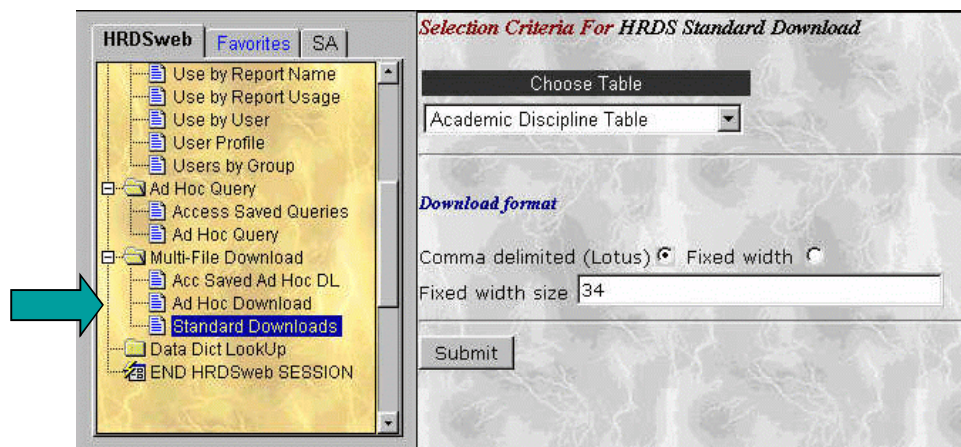 HRDSweb Favorites SA
Use by Report Name
Use by Report Usage
Use by User
User Profile
Users by Group
Ad Hoc Query
Access Saved Queries
Ad Hoc Query
Multi-File Download
Acc Saved Ad Hoc DL
Ad Hoc Download
Standard Downloads
Data Dict LookUp
END HRDSweb SESSION
Selection Criteria For HRDS Standard Download
Choose Table
Academic Discipline Table
Download format
Comma delimited (Lotus) Fixed width
Fixed width size 34
Submit